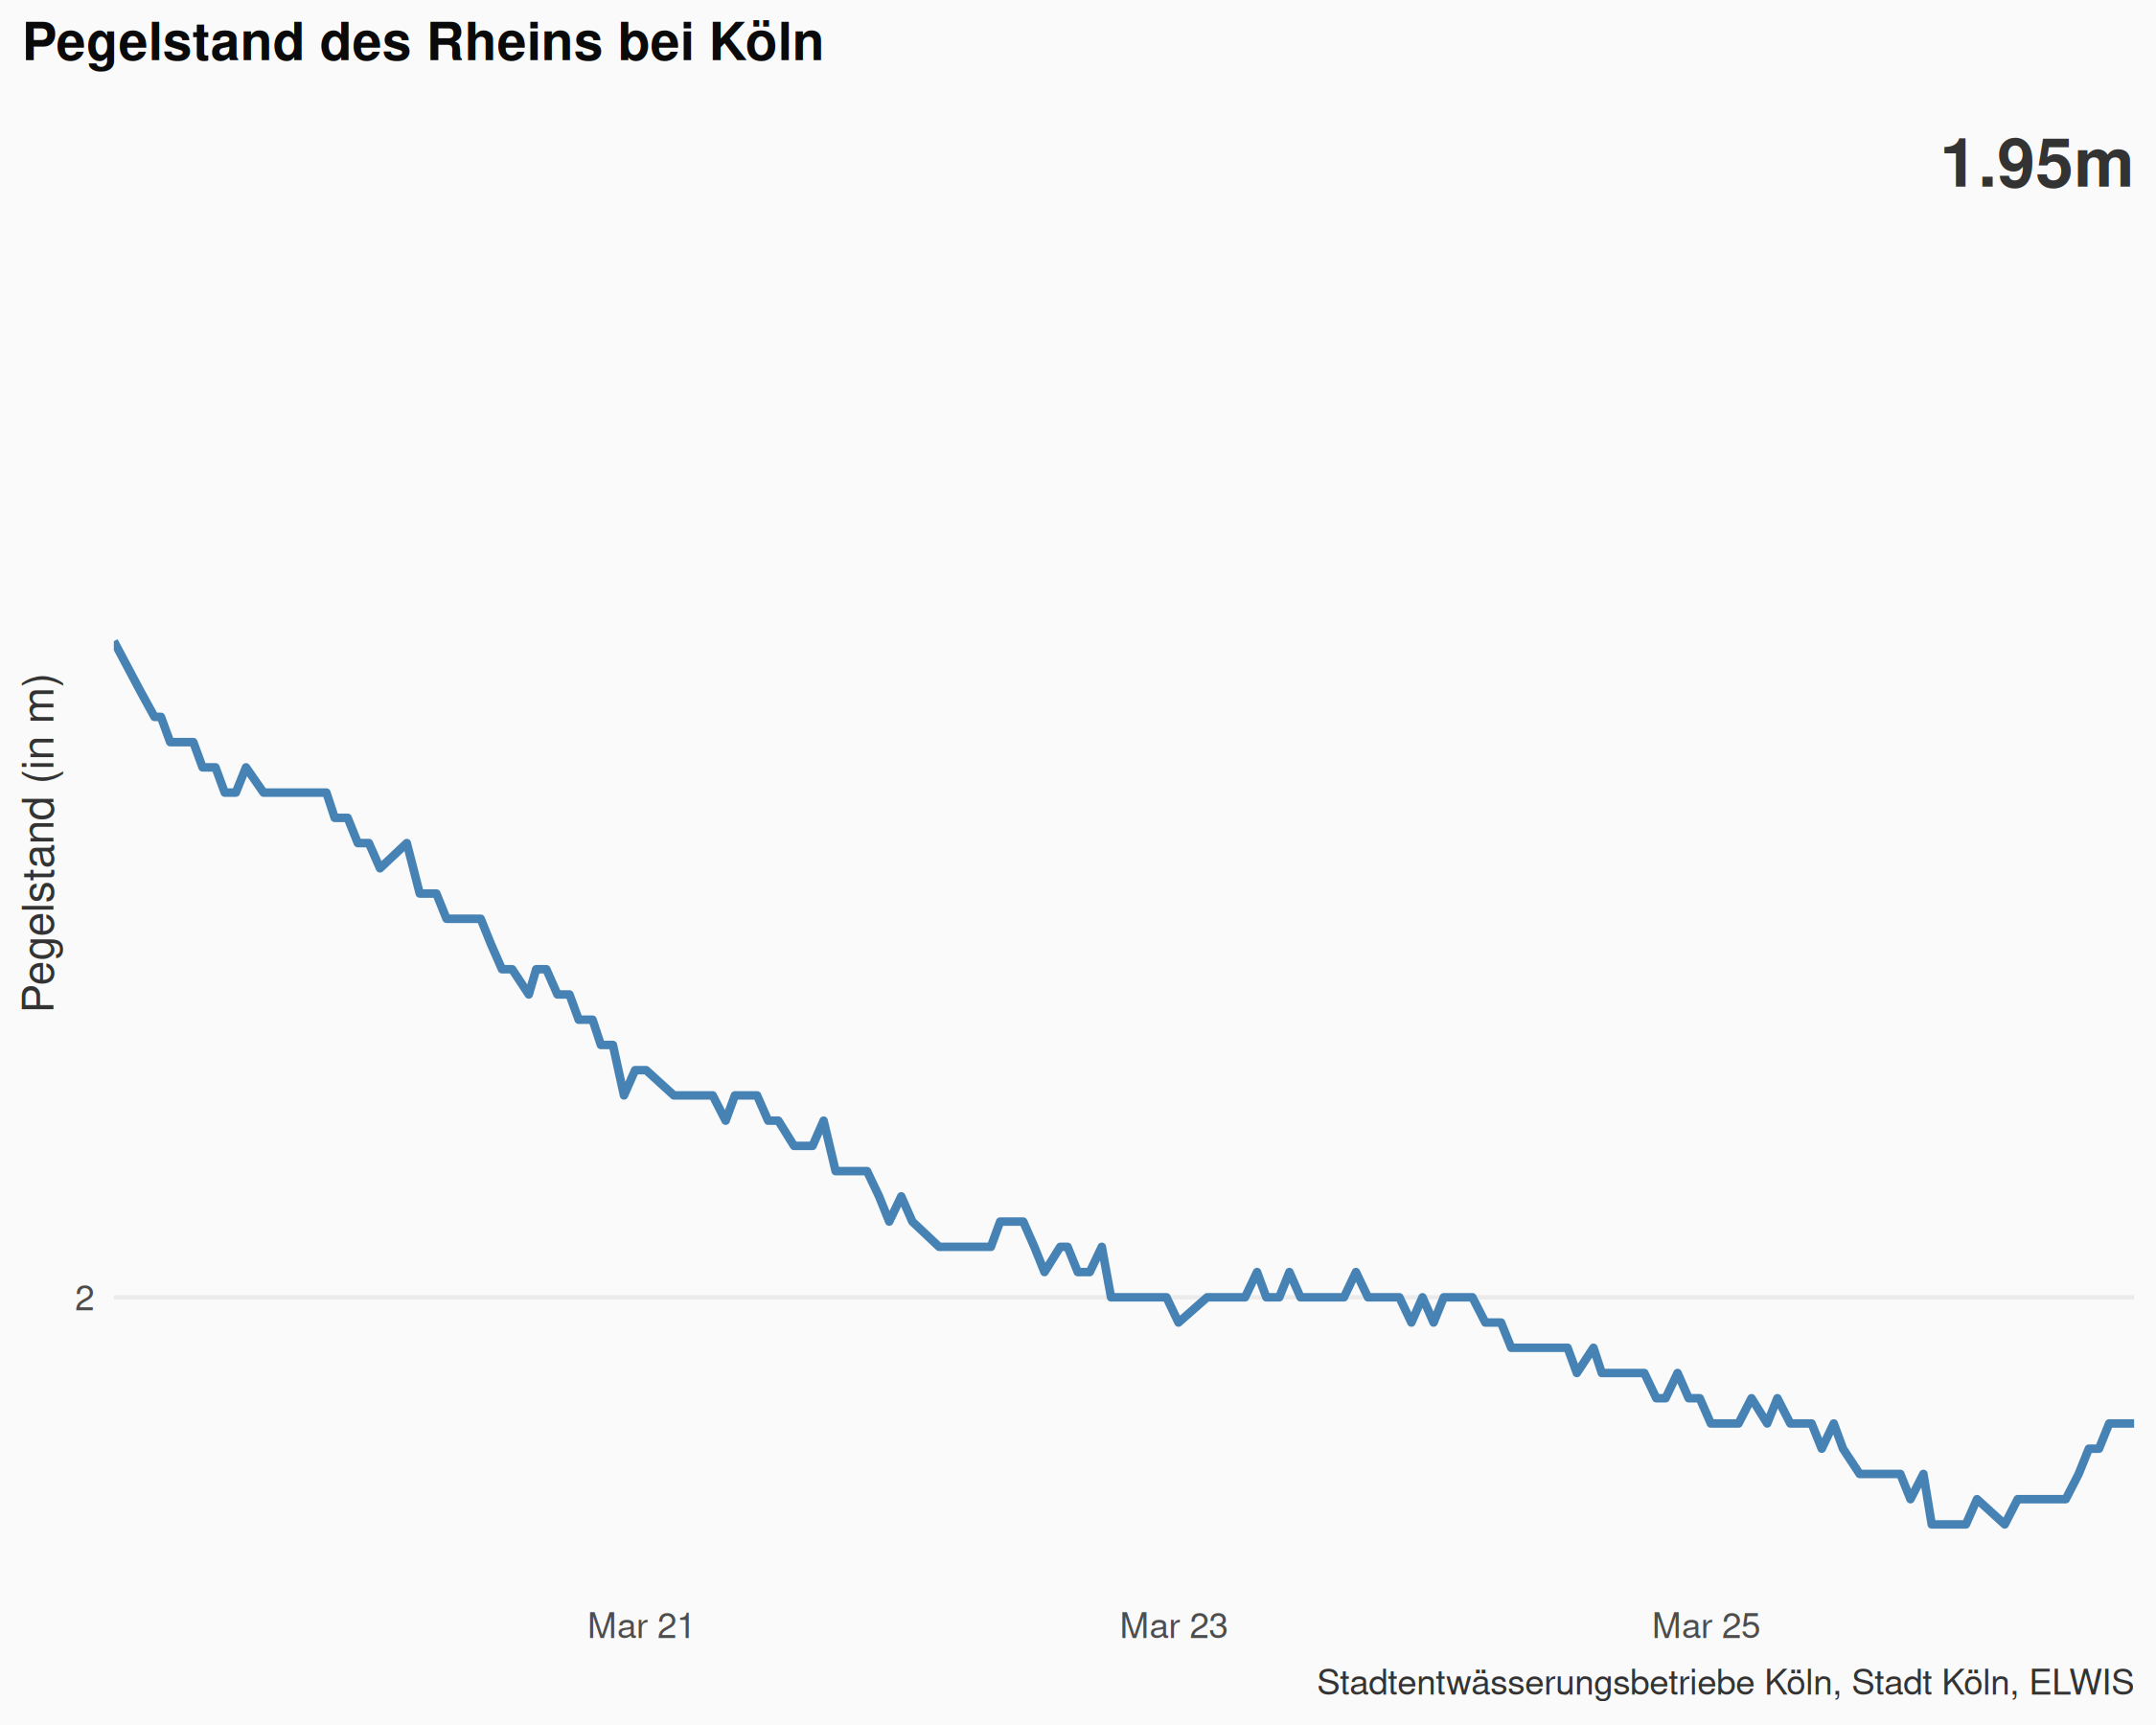 Pegelstand des Rheins bei Köln
1.95m
Pegelstand (in m)
2
Mar 21
Mar 23
Mar 25
Stadtentwässerungsbetriebe Köln, Stadt Köln, ELWIS